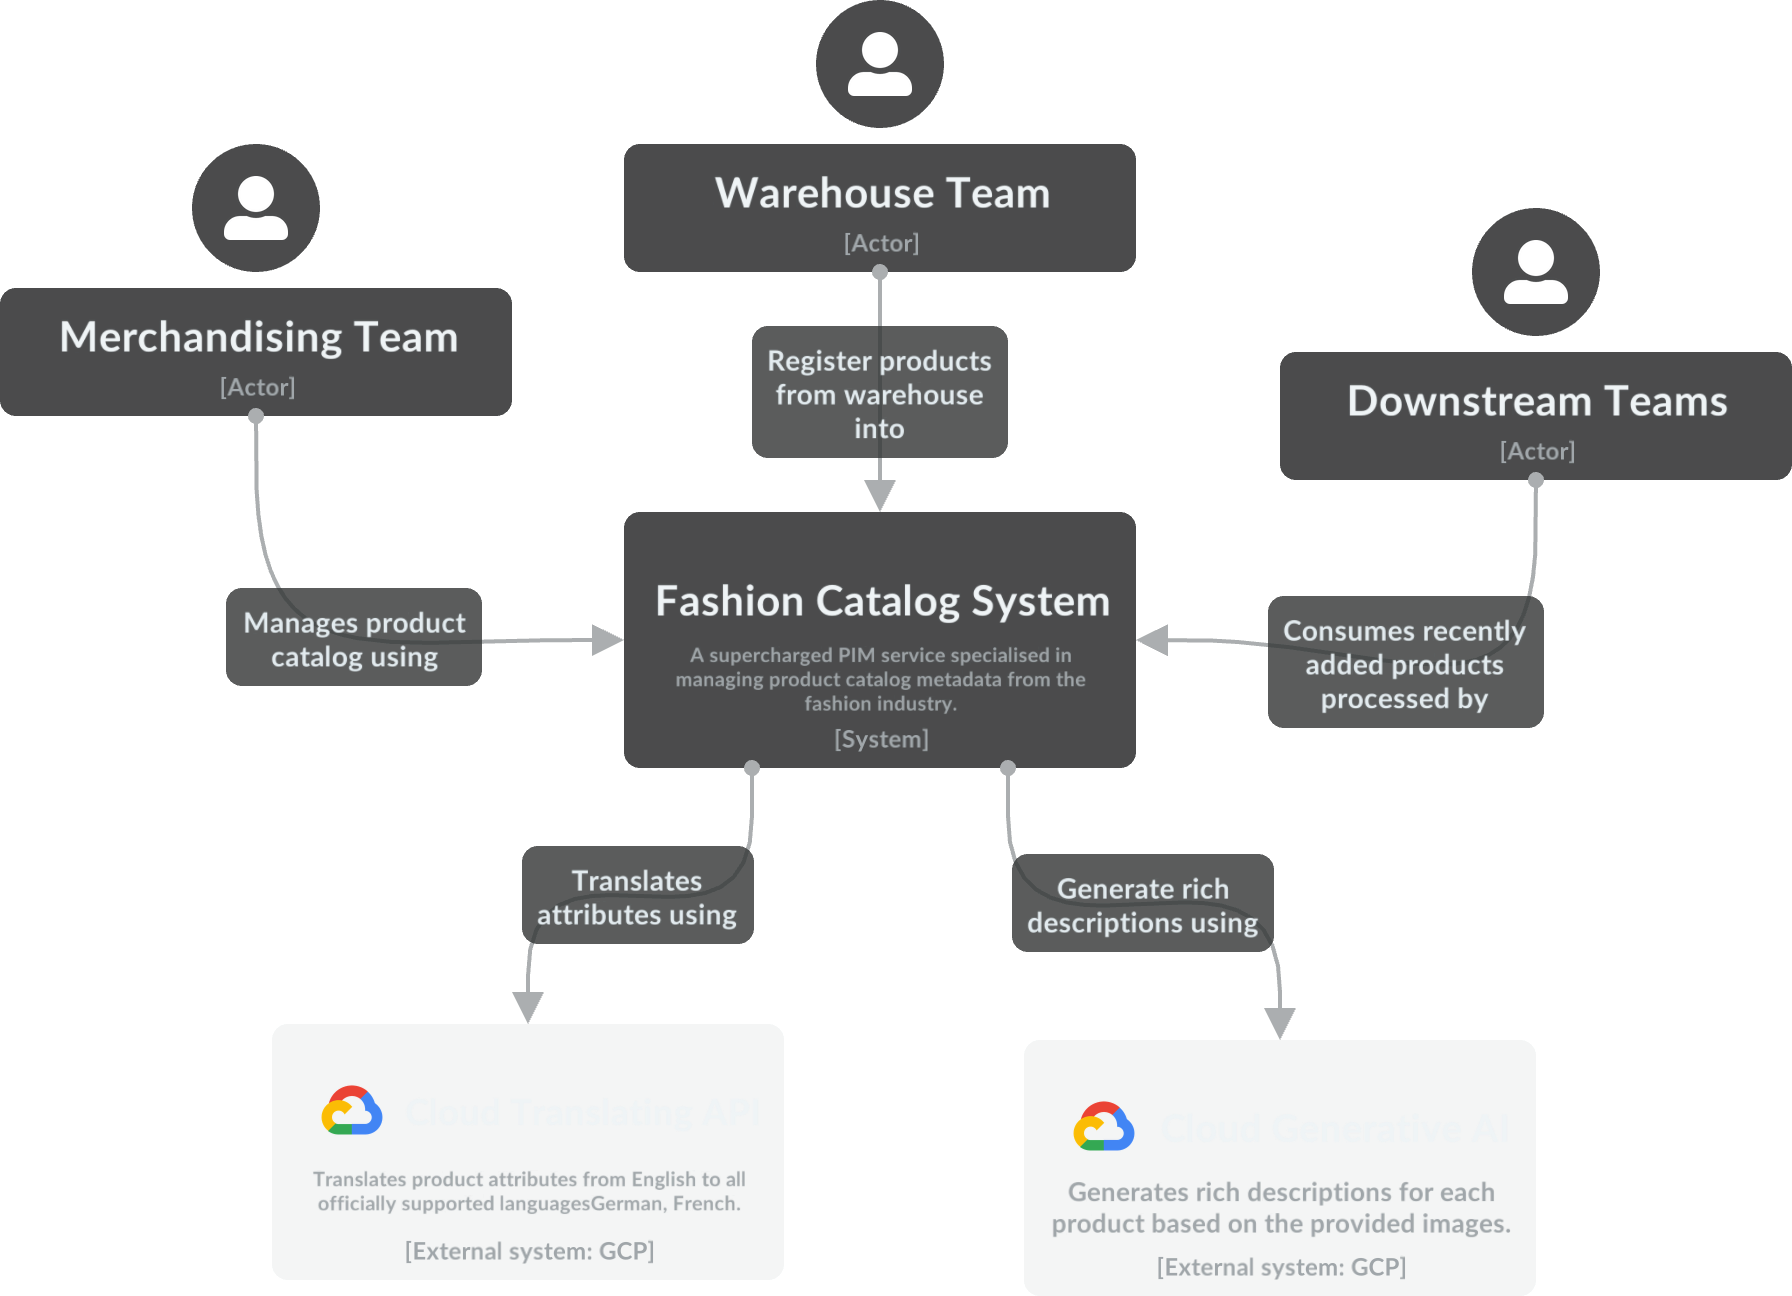 Warehouse Team
[Actor]
Merchandising Team
[Actor]
Downstream Teams
[Actor]
Register products
from warehouse
into
Manages product
catalog using
Fashion Catalog System
A supercharged PIM service specialised in
managing product catalog metadata from the
fashion industry.
[System]
Consumes recently
added products
processed by
Translates
attributes using
Generate rich
descriptions using
Cloud Translating API
Translates product attributes from English to all
officially supported languagesGerman, French.
[External system: GCP]
Cloud Generative AI
Generates rich descriptions for each
product based on the provided images.
[External system: GCP]